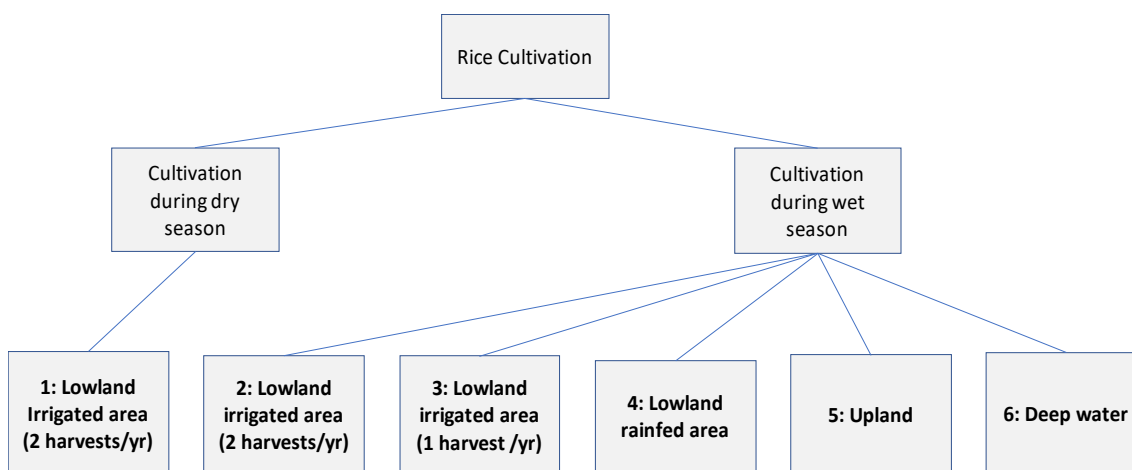 Rice Cultivation
Cultivation
during dry
season
Cultivation
during wet
season
1: Lowland
Irrigated area
(2 harvests/yr)
2: Lowland
irrigated area
(2 harvests/yr)
3: Lowland
irrigated area
(1 harvest /yr)
4: Lowland
rainfed area
5: Upland
6: Deep water